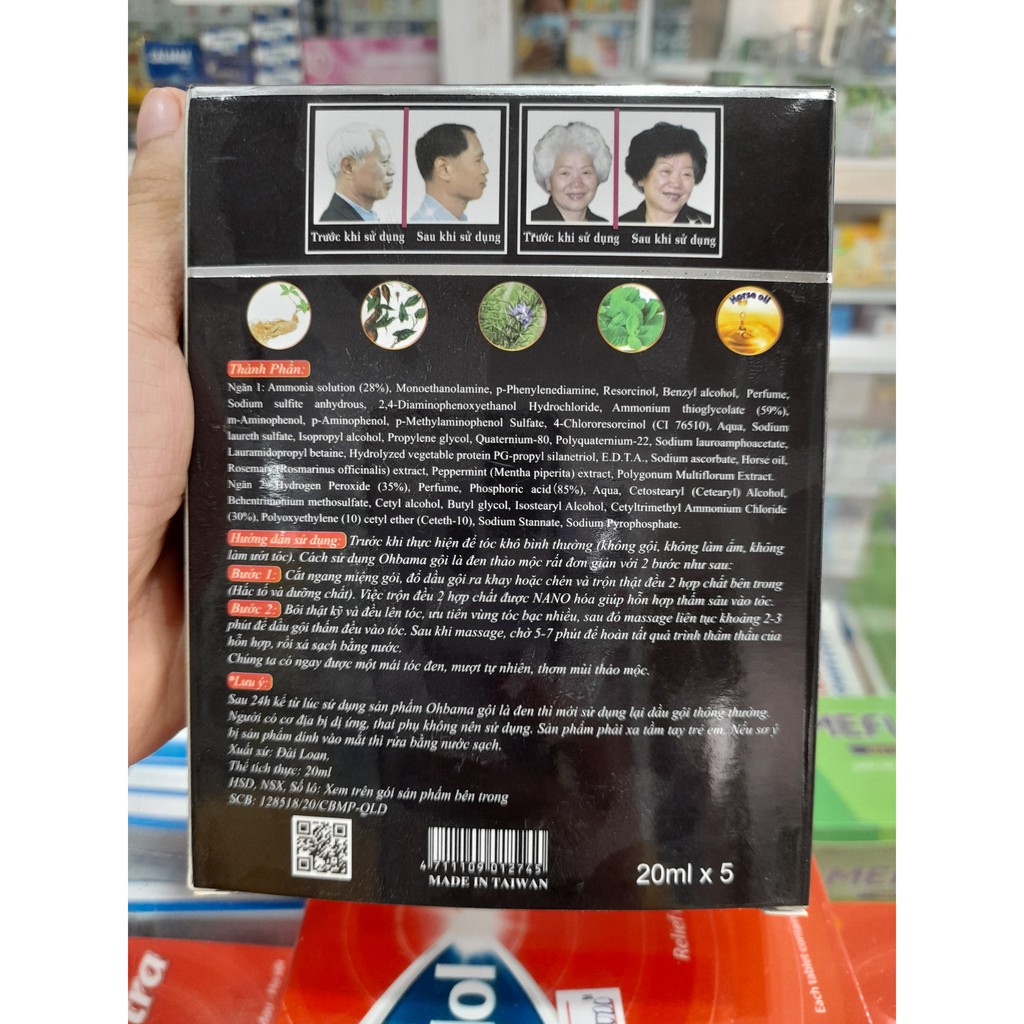 Trước khi sử dụng Sau khi sử dụng
Trước khi sử dụng Sau khi sử dụng
Horse oil
Thành Phần:
Ngăn 1: Ammonia solution (28%), Monoethanolamine, p-Phenylenediamine, Resorcinol, Benzyl alcohol, Perfume,
Sodium sulfite anhydrous, 2,4-Diaminophenoxyethanol Hydrochloride, Ammonium thioglycolate (59%),
m-Aminophenol, p-Aminophenol, p-Methylaminophenol Sulfate, 4-Chlororesorcinol (CI 76510), Aqua, Sodium
laureth sulfate, Isopropyl alcohol, Propylene glycol, Quaternium-80, Polyquaternium-22, Sodium lauroamphoacetate,
Lauramidopropyl betaine, Hydrolyzed vegetable protein PG-propyl silanetriol, E.D.T.A., Sodium ascorbate, Horse oil,
Rosemary (Rosmarinus officinalis) extract, Peppermint (Mentha piperita) extract, Polygonum Multiflorum Extract.
Ngăn 2: Hydrogen Peroxide (35%), Perfume, Phosphoric acid (85%), Aqua, Cetostearyl (Cetearyl) Alcohol,
Behentrimonium methosulfate, Cetyl alcohol, Butyl glycol, Isostearyl Alcohol, Cetyltrimethyl Ammonium Chloride
(30%), Polyoxyethylene (10) cetyl ether (Ceteth-10), Sodium Stannate, Sodium Pyrophosphate.
Hướng dẫn sử dụng: Trước khi thực hiện để tóc khô bình thường (không gội, không làm ẩm, không
làm ướt tóc). Cách sử dụng Ohbama gội là đen thảo mộc rất đơn giản với 2 bước như sau:
Bước 1: Cắt ngang miệng gói, đổ dầu gội ra khay hoặc chén và trộn thật đều 2 hợp chất bên trong
(Hắc tố và dưỡng chất). Việc trộn đều 2 hợp chất được NANO hóa giúp hỗn hợp thấm sâu vào tóc.
Bước 2: Bôi thật kỹ và đều lên tóc, ưu tiên vùng tóc bạc nhiều, sau đó massage liên tục khoảng 2-3
phút để dầu gội thấm đều vào tóc. Sau khi massage, chờ 5-7 phút để hoàn tất quá trình thẩm thấu của
hỗn hợp, rồi xả sạch bằng nước.
Chúng ta có ngay được một mái tóc đen, mượt tự nhiên, thơm mùi thảo mộc.
*Lưu ý:
Sau 24h kể từ lúc sử dụng sản phẩm Ohbama gội là đen thì mới sử dụng lại dầu gội thông thường.
Người có cơ địa bị dị ứng, thai phụ không nên sử dụng. Sản phẩm phải xa tầm tay trẻ em. Nếu sơ ý
bị sản phẩm dính vào mắt thì rửa bằng nước sạch.
Xuất xứ: Đài Loan.
Thể tích thực: 20ml
HSD, NSX, Số lô: Xem trên gói sản phẩm bên trong
SCB: 128518/20/CBMP-QLD
4 711109 012745
MADE IN TAIWAN
20ml x 5
Relief
Each tablet